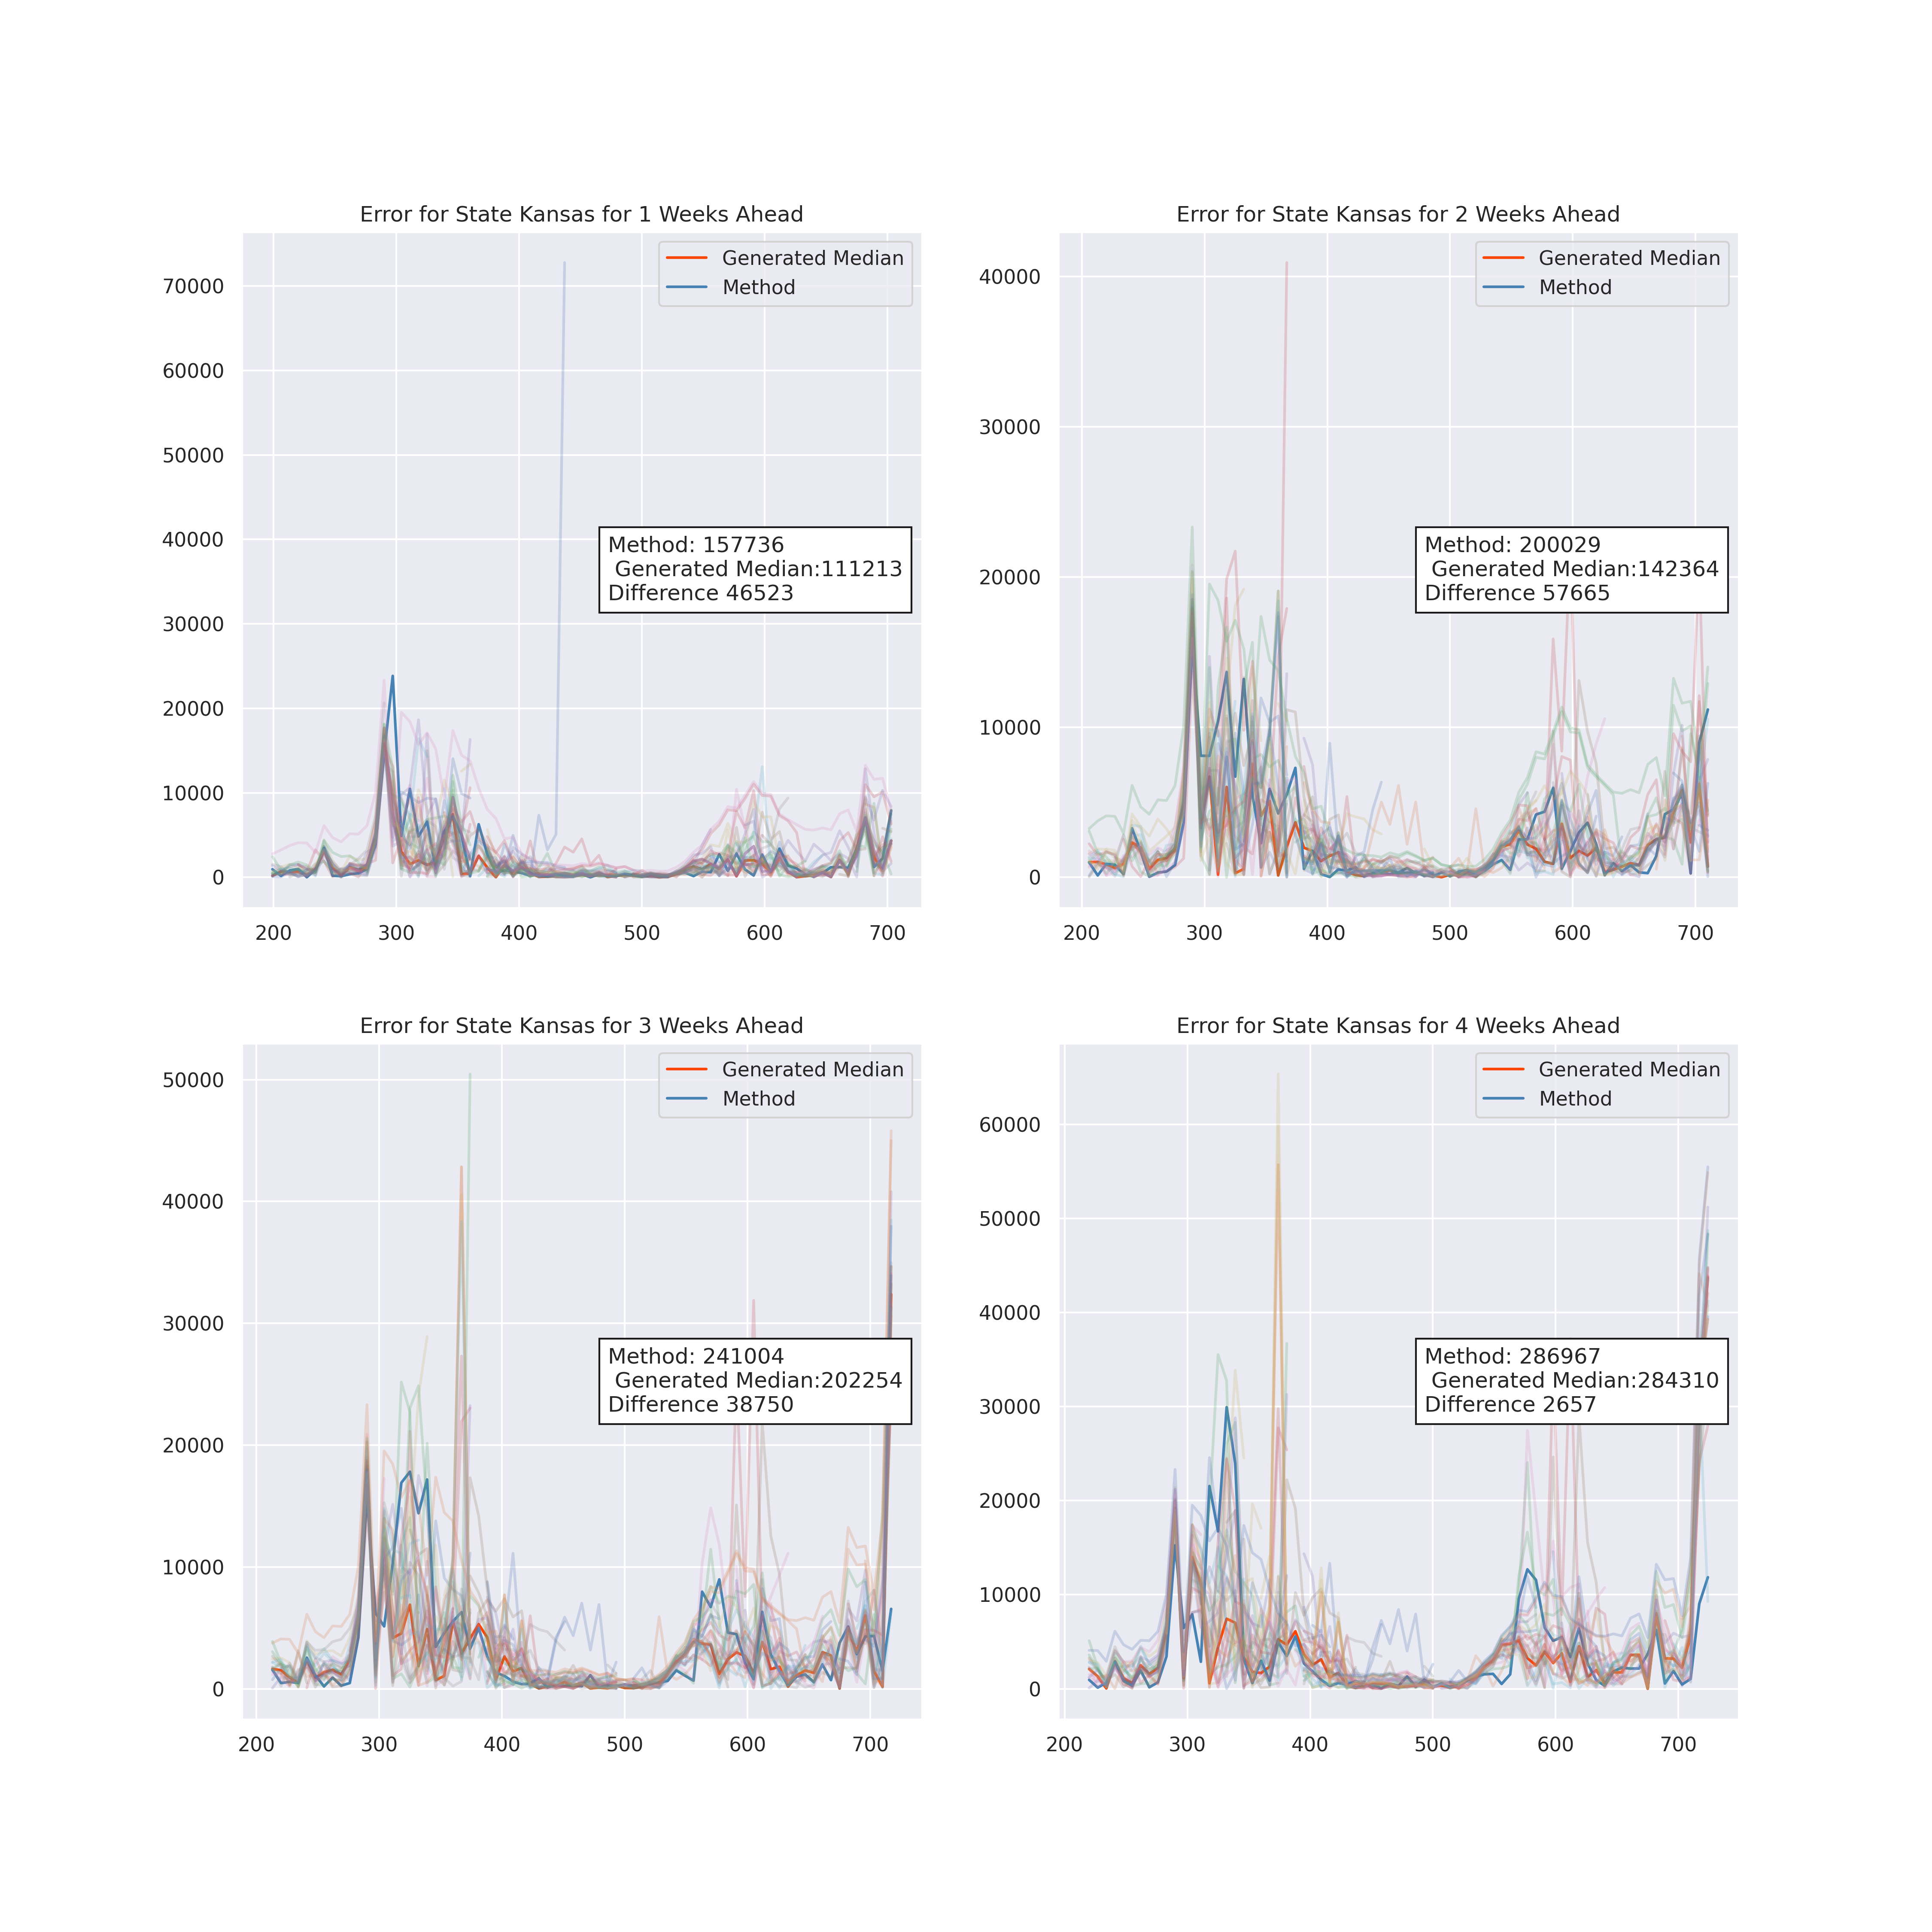 Error for State Kansas for 1 Weeks Ahead
Generated Median
Method
70000
60000
50000
40000
30000
20000
10000
0
Method: 157736
Generated Median:111213
Difference 46523
200 300 400 500 600 700
Error for State Kansas for 2 Weeks Ahead
Generated Median
Method
40000
30000
20000
10000
0
Method: 200029
Generated Median:142364
Difference 57665
200 300 400 500 600 700
Error for State Kansas for 3 Weeks Ahead
Generated Median
Method
50000
40000
30000
20000
10000
0
Method: 241004
Generated Median:202254
Difference 38750
200 300 400 500 600 700
Error for State Kansas for 4 Weeks Ahead
Generated Median
Method
60000
50000
40000
30000
20000
10000
0
Method: 286967
Generated Median:284310
Difference 2657
200 300 400 500 600 700